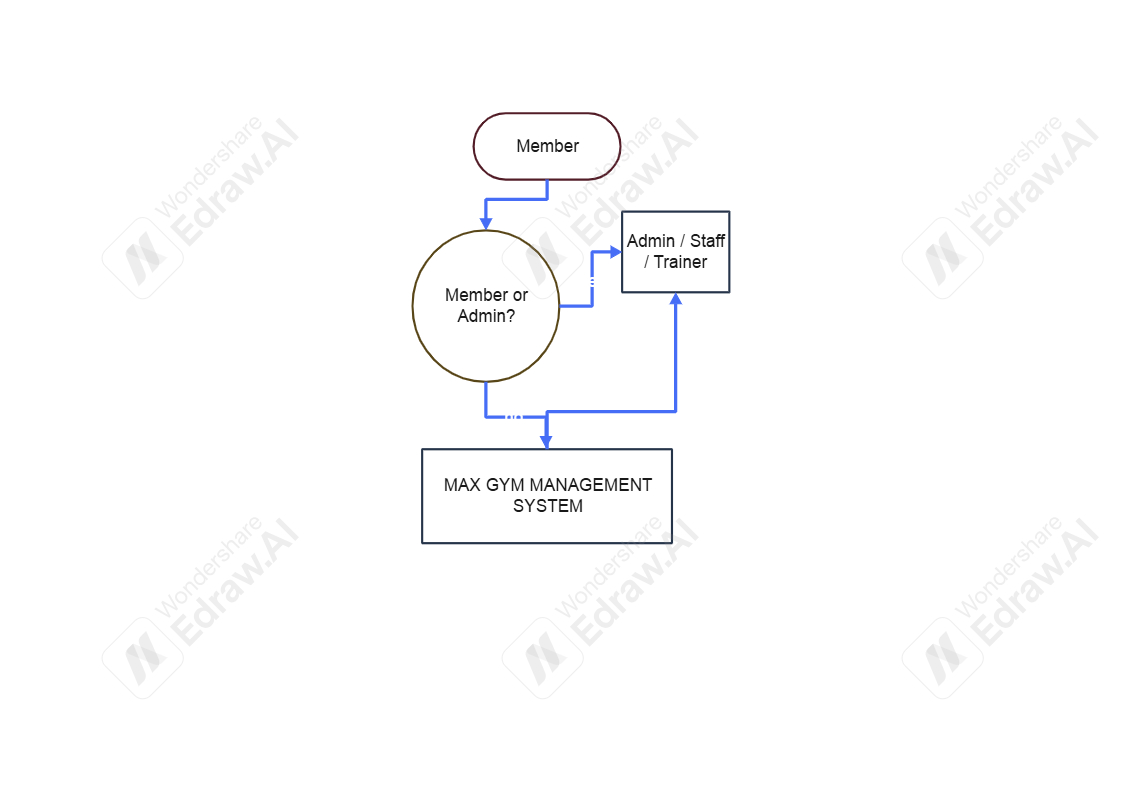 Member
Admin / Staff
/ Trainer
Member or
Admin?
no
MAX GYM MANAGEMENT
SYSTEM
Wondershare
Edraw.AI
Wondershare
Edraw.AI
Wondershare
Edraw.AI
Wondershare
Edraw.AI
Wondershare
Edraw.AI
Wondershare
Edraw.AI